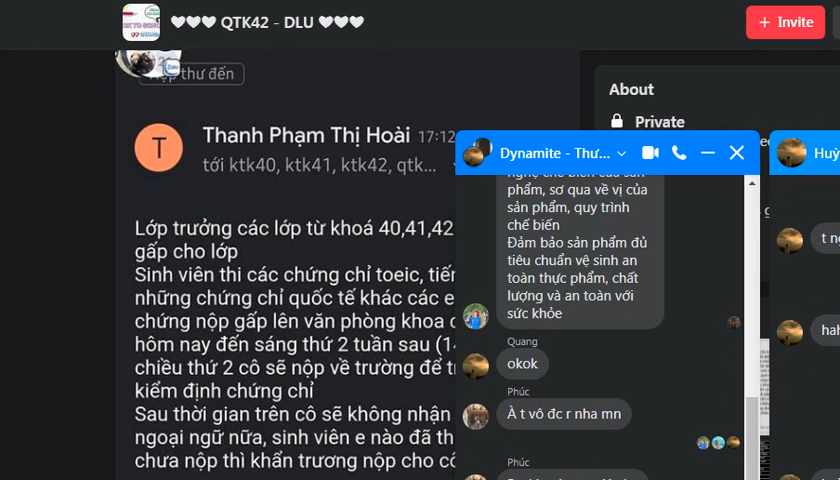 ♥♥♥ QTK42 - DLU ♥♥♥
+ Invite
thư đến
T
Thanh Phạm Thị Hoài 17:12
tới ktk40, ktk41, ktk42, qtk...
Lớp trưởng các lớp từ khoá 40,41,42
gấp cho lớp
Sinh viên thi các chứng chỉ toeic, tiến
những chứng chỉ quốc tế khác các e
chứng nộp gấp lên văn phòng khoa
hôm nay đến sáng thứ 2 tuần sau (14
chiều thứ 2 cô sẽ nộp về trường để
kiểm định chứng chỉ
Sau thời gian trên cô sẽ không nhận
ngoại ngữ nữa, sinh viên e nào đã th
chưa nộp thì khẩn trương nộp cho cô
About
Private
Dynamite - Thư...
phẩm, sơ qua về vị của
sản phẩm, quy trình
chế biến
Đảm bảo sản phẩm đủ
tiêu chuẩn vệ sinh an
toàn thực phẩm, chất
lượng và an toàn với
sức khỏe
Quang
okok
Phúc
À t vô đc r nha mn
Phúc
Huỳ
t ng
hah